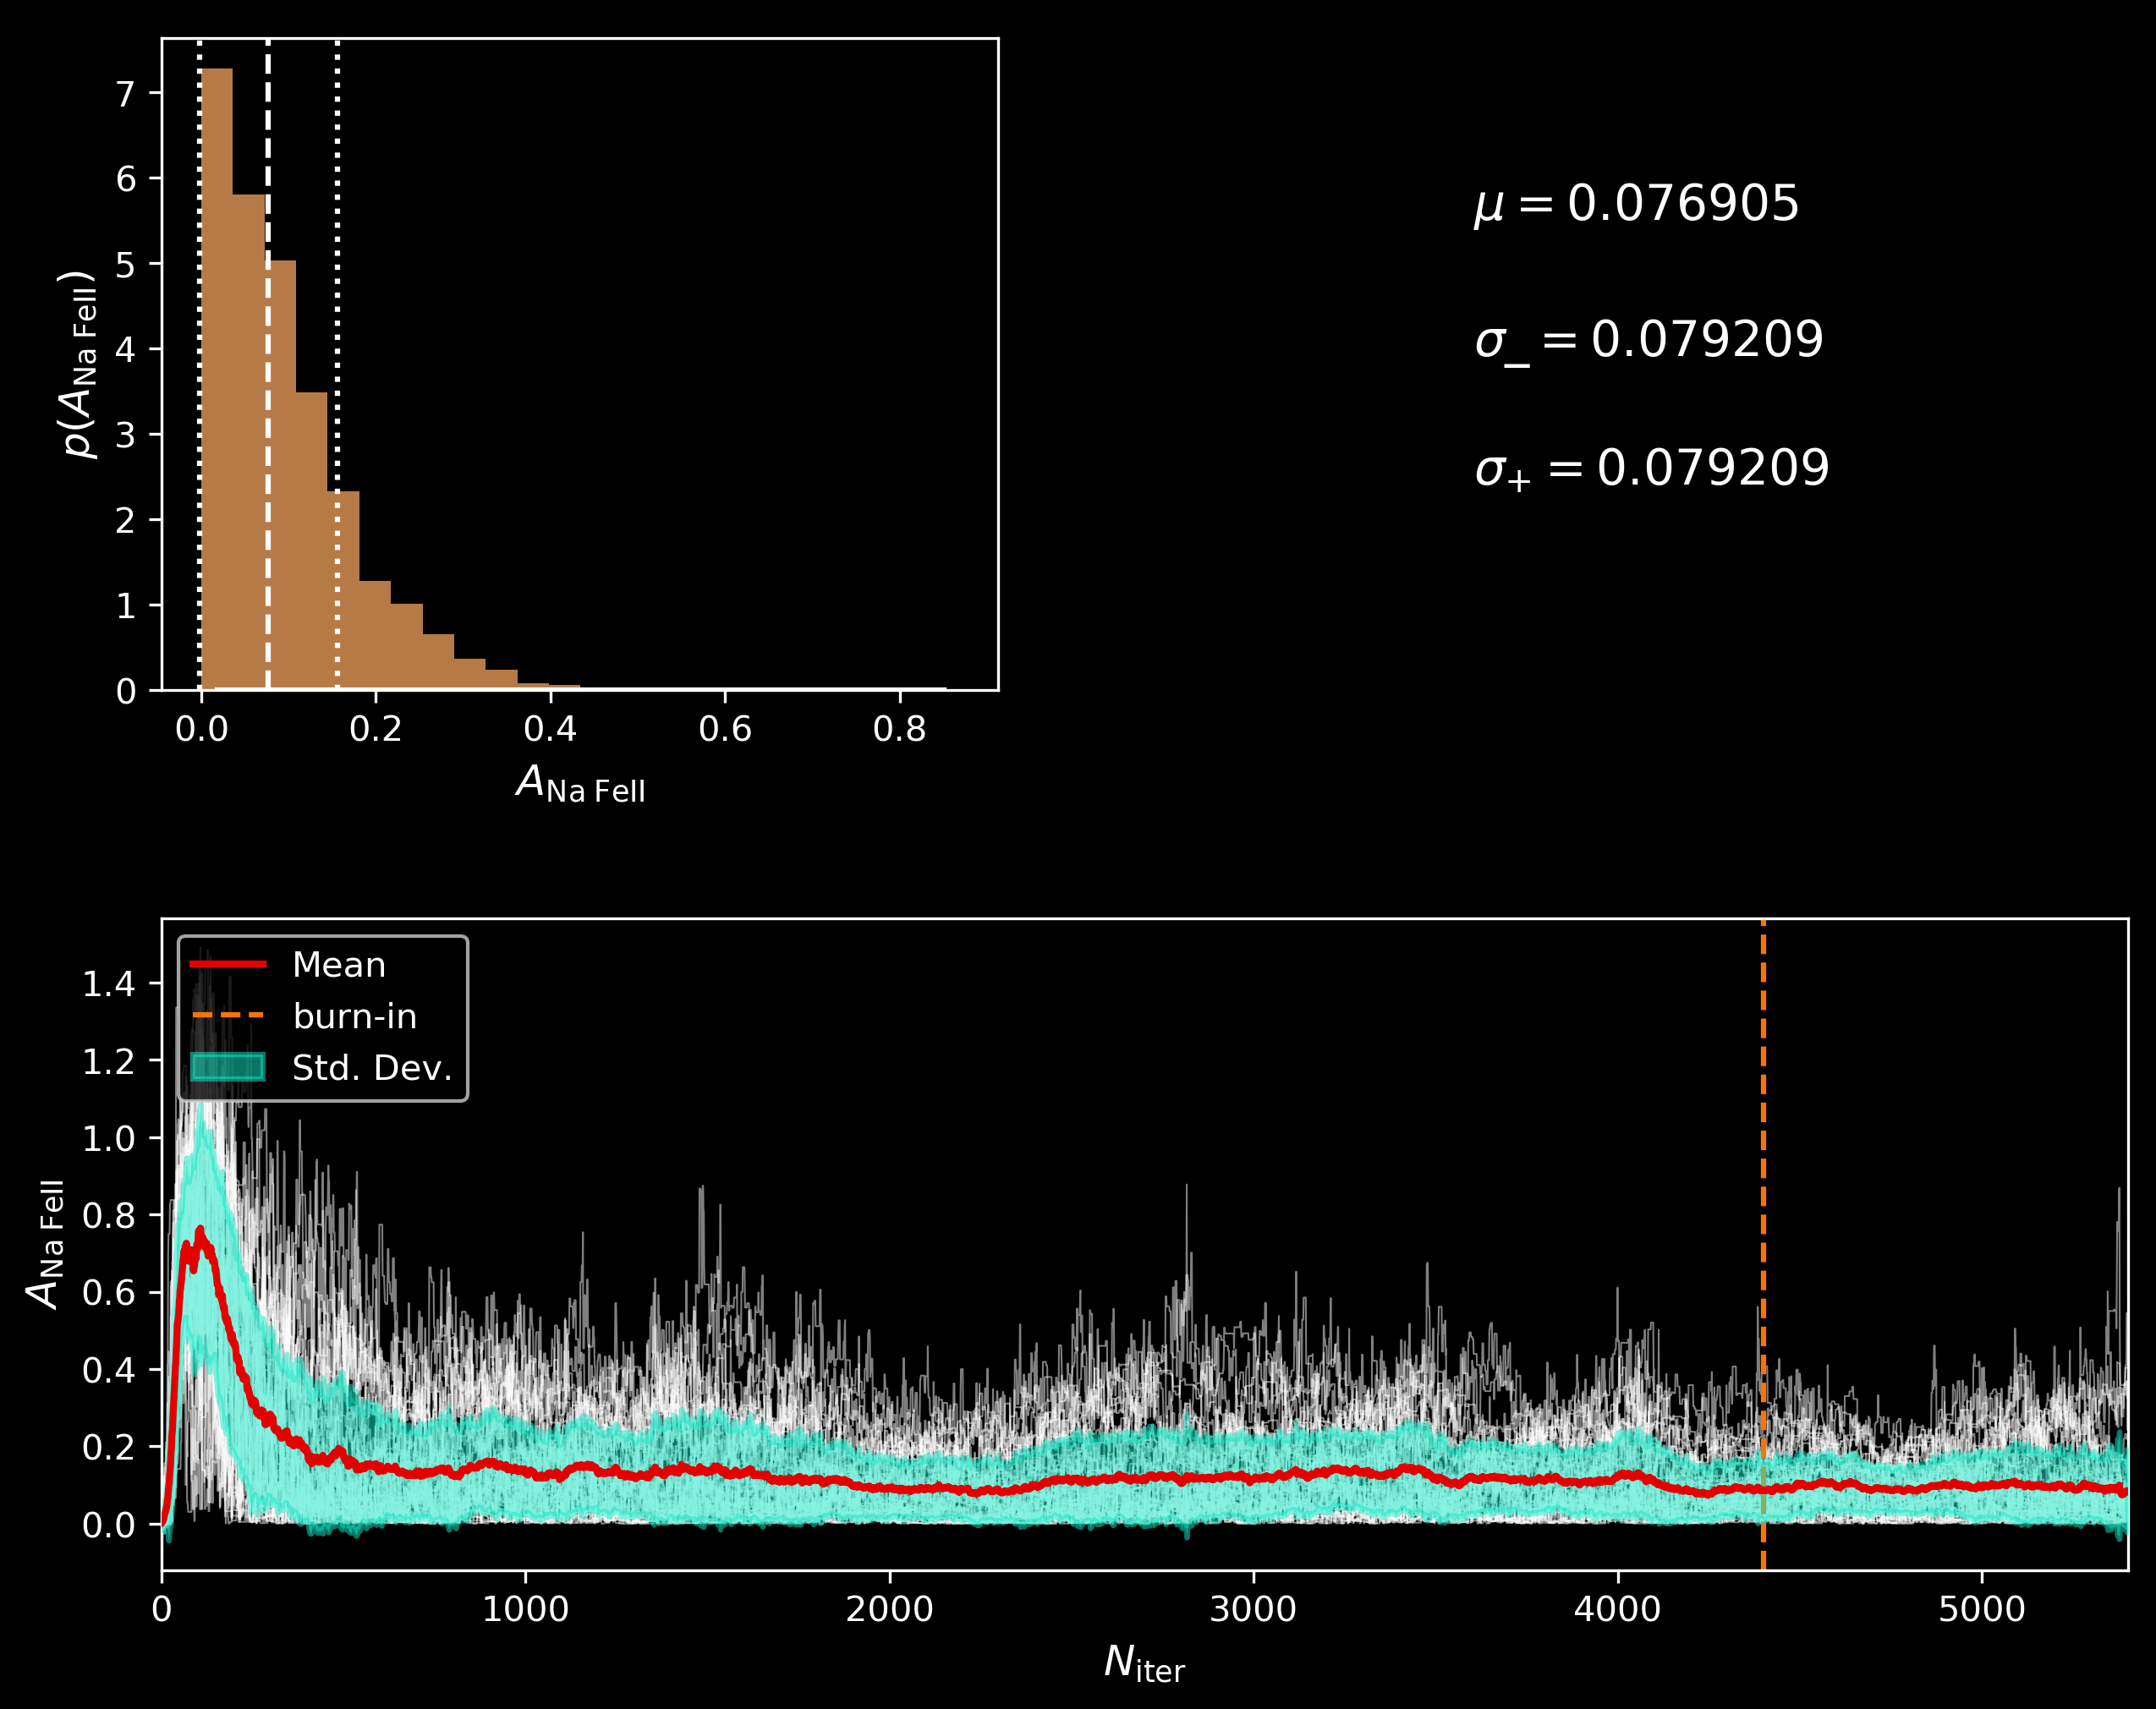 7
6
5
4
3
2
1
0
p(A_Na FeII)
0.0 0.2 0.4 0.6 0.8
A_Na FeII
μ = 0.076905
σ_− = 0.079209
σ_+ = 0.079209
Mean
burn-in
Std. Dev.
1.4
1.2
1.0
0.8
0.6
0.4
0.2
0.0
A_Na FeII
0 1000 2000 3000 4000 5000
N_iter